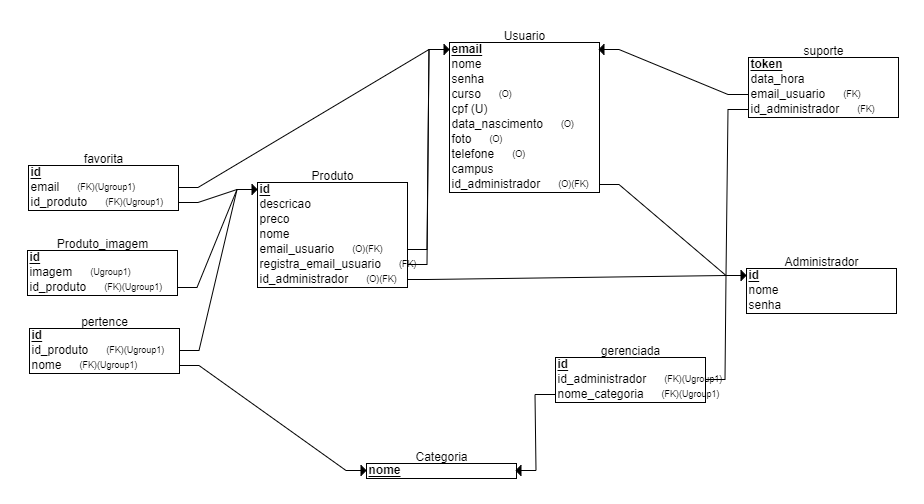 Usuario
email
nome
senha
curso (O)
cpf (U)
data_nascimento (O)
foto (O)
telefone (O)
campus
id_administrador (O)(FK)
suporte
token
data_hora
email_usuario (FK)
id_administrador (FK)
favorita
id
email (FK)(Ugroup1)
id_produto (FK)(Ugroup1)
Produto
id
descricao
preco
nome
email_usuario (O)(FK)
registra_email_usuario (FK)
id_administrador (O)(FK)
Produto_imagem
id
imagem (Ugroup1)
id_produto (FK)(Ugroup1)
Administrador
id
nome
senha
pertence
id
id_produto (FK)(Ugroup1)
nome (FK)(Ugroup1)
gerenciada
id
id_administrador (FK)(Ugroup1)
nome_categoria (FK)(Ugroup1)
Categoria
nome